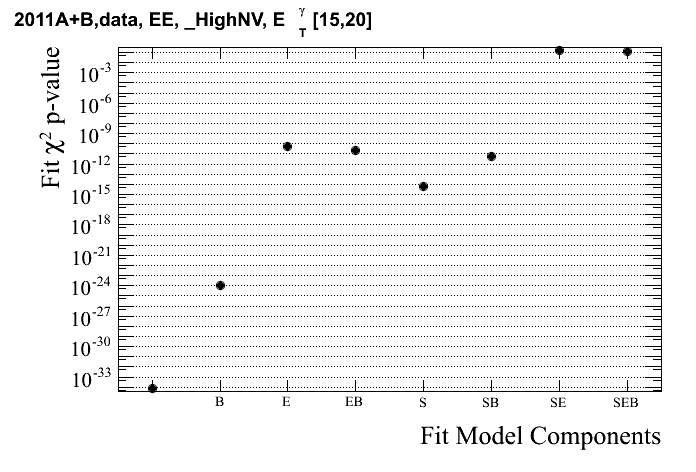 2011A+B,data, EE, _HighNV, E γ T [15,20]
Fit χ² p-value
10⁻³
10⁻⁶
10⁻⁹
10⁻¹²
10⁻¹⁵
10⁻¹⁸
10⁻²¹
10⁻²⁴
10⁻²⁷
10⁻³⁰
10⁻³³
B E EB S SB SE SEB
Fit Model Components